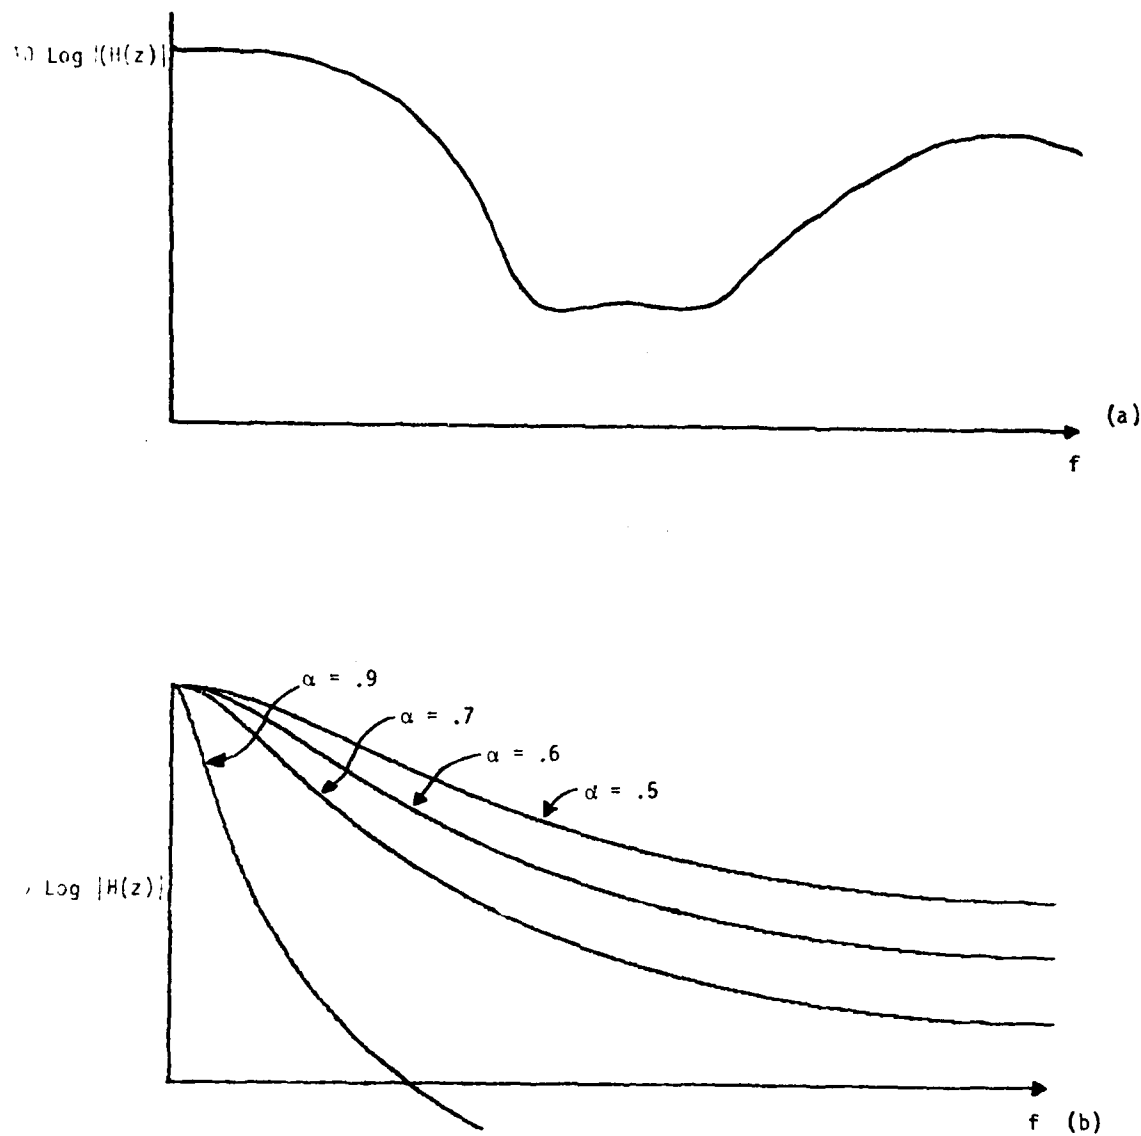 Log |(H(z)|
(a)
f
α = .9
α = .7
α = .6
α = .5
Log |H(z)|
f (b)